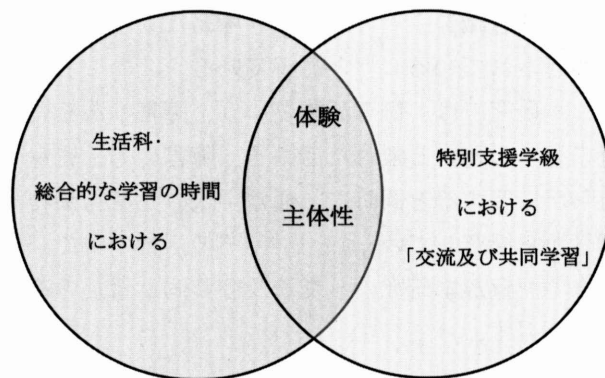 生活科・
総合的な学習の時間
における
体験
主体性
特別支援学級
における
「交流及び共同学習」